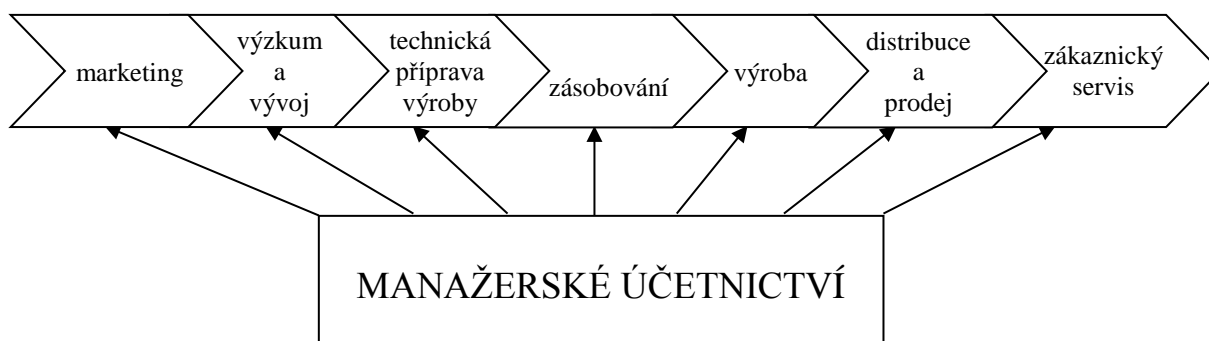 marketing
výzkum
a
vývoj
technická
příprava
výroby
zásobování
výroba
distribuce
a
prodej
zákaznický
servis
MANAŽERSKÉ ÚČETNICTVÍ